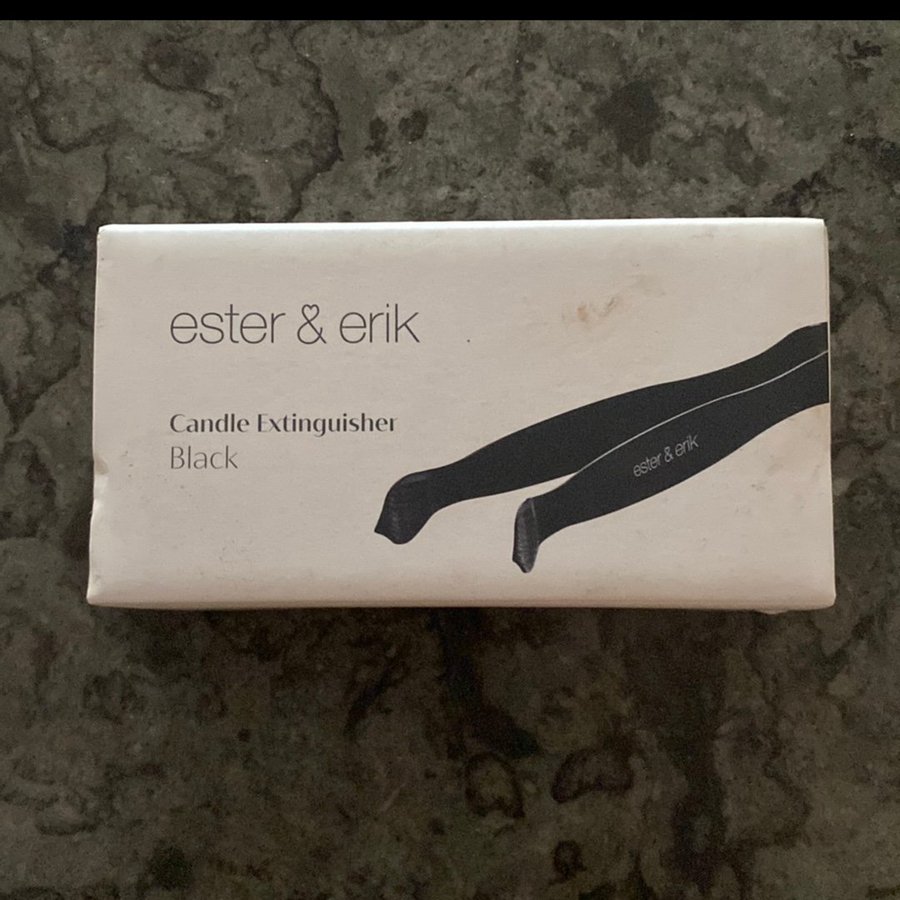 ester & erik
Candle Extinguisher
Black
ester & erik